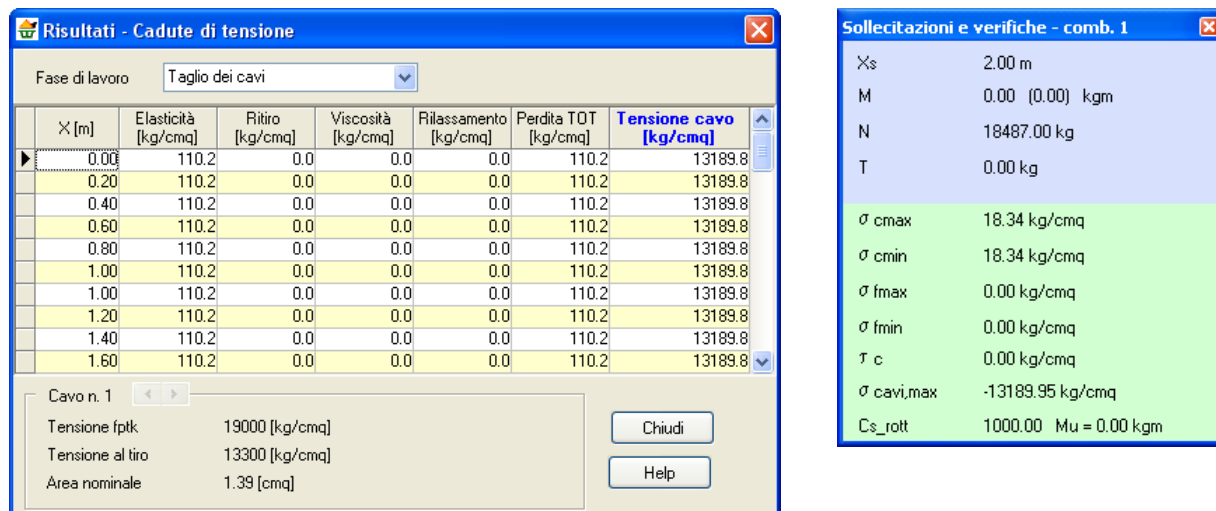 Risultati - Cadute di tensione
Fase di lavoro Taglio dei cavi
X [m] Elasticità [kg/cmq] Ritiro [kg/cmq] Viscosità [kg/cmq] Rilassamento [kg/cmq] Perdita TOT [kg/cmq] Tensione cavo [kg/cmq]
0.00 110.2 0.0 0.0 0.0 110.2 13189.8
0.20 110.2 0.0 0.0 0.0 110.2 13189.8
0.40 110.2 0.0 0.0 0.0 110.2 13189.8
0.60 110.2 0.0 0.0 0.0 110.2 13189.8
0.80 110.2 0.0 0.0 0.0 110.2 13189.8
1.00 110.2 0.0 0.0 0.0 110.2 13189.8
1.00 110.2 0.0 0.0 0.0 110.2 13189.8
1.20 110.2 0.0 0.0 0.0 110.2 13189.8
1.40 110.2 0.0 0.0 0.0 110.2 13189.8
1.60 110.2 0.0 0.0 0.0 110.2 13189.8
Cavo n. 1
Tensione fptk 19000 [kg/cmq]
Tensione al tiro 13300 [kg/cmq]
Area nominale 1.39 [cmq]
Chiudi
Help
Sollecitazioni e verifiche - comb. 1
Xs 2.00 m
M 0.00 (0.00) kgm
N 18487.00 kg
T 0.00 kg
σ cmax 18.34 kg/cmq
σ cmin 18.34 kg/cmq
σ fmax 0.00 kg/cmq
σ fmin 0.00 kg/cmq
τ c 0.00 kg/cmq
σ cavi,max -13189.95 kg/cmq
Cs_rott 1000.00 Mu = 0.00 kgm